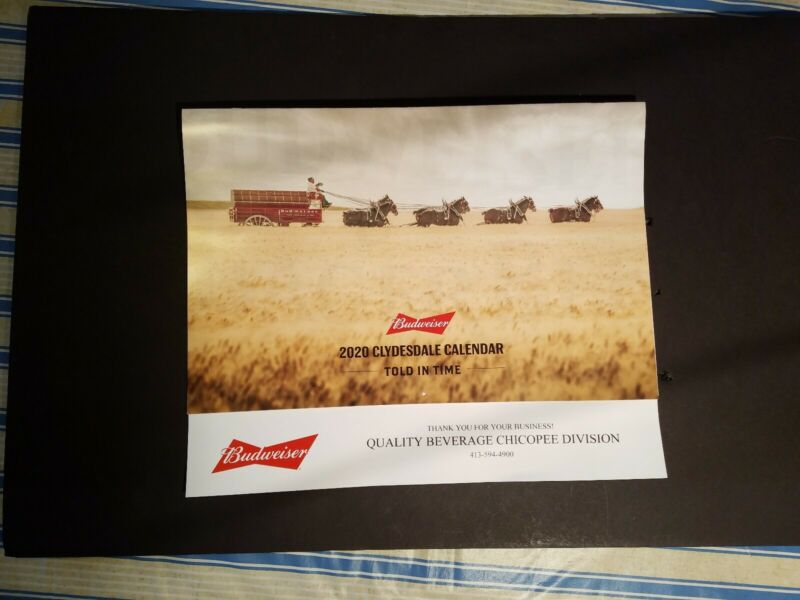 BUDWEISER
Budweiser
2020 CLYDESDALE CALENDAR
TOLD IN TIME
Budweiser
THANK YOU FOR YOUR BUSINESS!
QUALITY BEVERAGE CHICOPEE DIVISION
413-594-4900